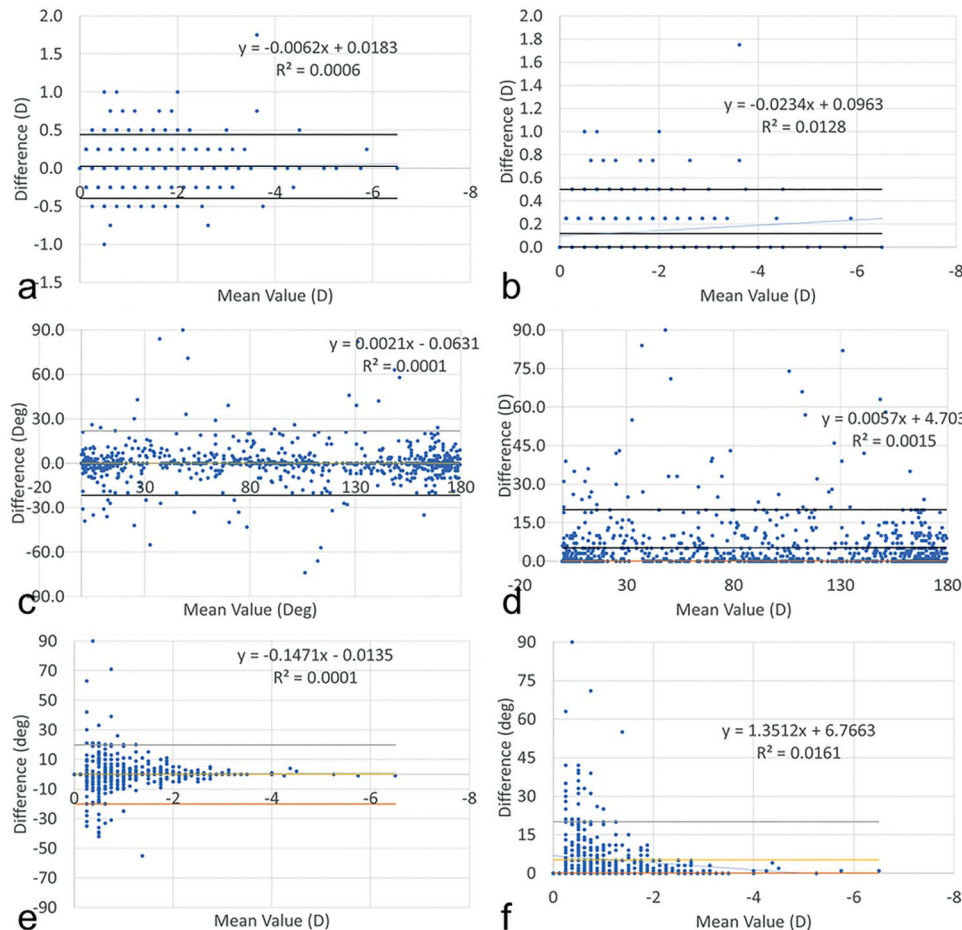 2.0
1.5
1.0
0.5
0.0
-0.5
-1.0
-1.5
0
-2
-4
-6
-8
y = -0.0062x + 0.0183
R² = 0.0006
Difference (D)
Mean Value (D)
a
2.0
1.8
1.6
1.4
1.2
1.0
0.8
0.6
0.4
0.2
0.0
0
-2
-4
-6
-8
y = -0.0234x + 0.0963
R² = 0.0128
Difference (D)
Mean Value (D)
b
90.0
60.0
30.0
0.0
-30.0
-60.0
90.0
-20
30
80
130
180
y = 0.0021x - 0.0631
R² = 0.0001
Difference (Deg)
Mean Value (Deg)
c
90.0
75.0
60.0
45.0
30.0
15.0
0.0
-20
30
80
130
180
y = 0.0057x + 4.703
R² = 0.0015
Difference (D)
Mean Value (D)
d
90
70
50
30
10
-10
-30
-50
-70
-90
0
-2
-4
-6
-8
y = -0.1471x - 0.0135
R² = 0.0001
Difference (deg)
Mean Value (D)
e
90
75
60
45
30
15
0
0
-2
-4
-6
-8
y = 1.3512x + 6.7663
R² = 0.0161
Difference (deg)
Mean Value (D)
f